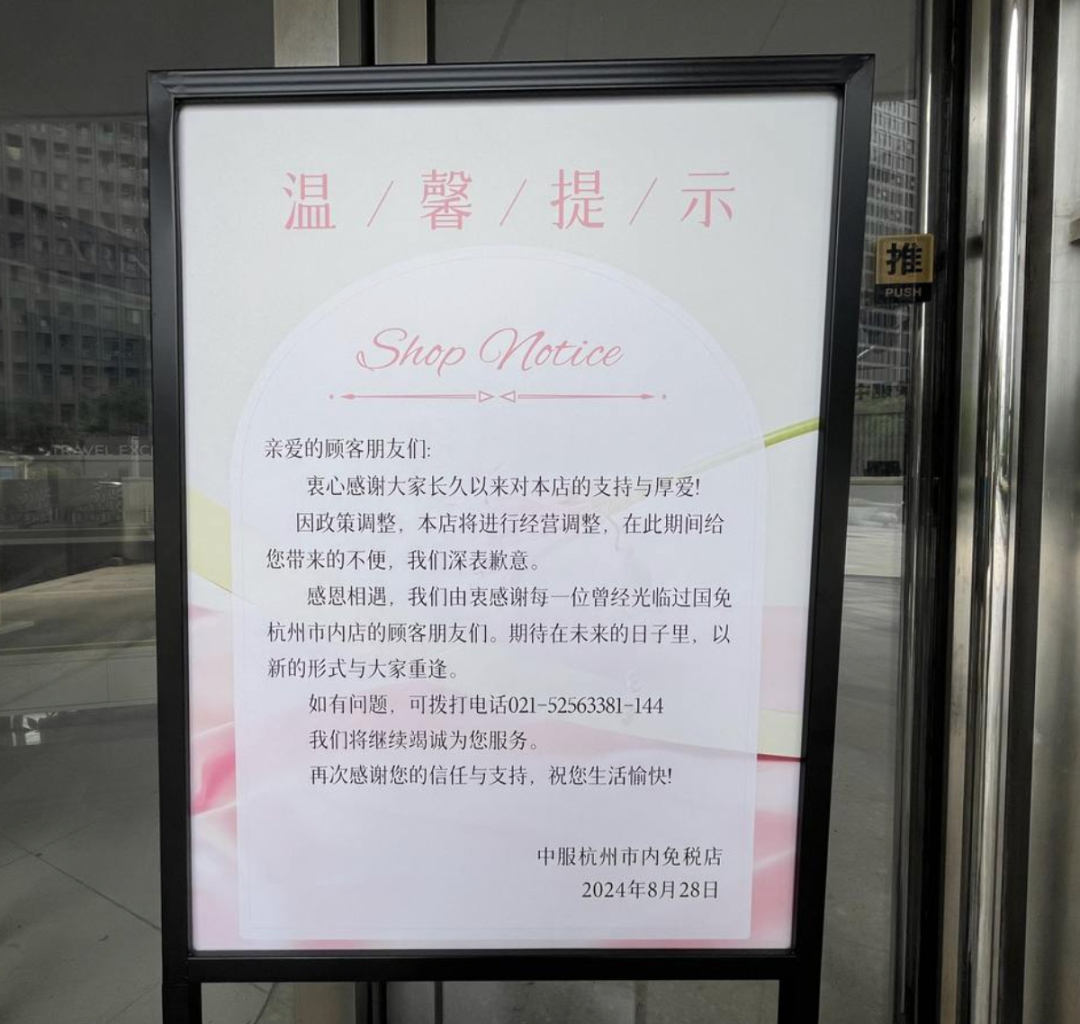 温/馨/提/示
推
PUSH
Shop Notice
亲爱的顾客朋友们:
衷心感谢大家长久以来对本店的支持与厚爱!
因政策调整，本店将进行经营调整，在此期间给
您带来的不便，我们深表歉意。
TRAVEL EXC
感恩相遇，我们由衷感谢每一位曾经光临过国免
杭州市内店的顾客朋友们。期待在未来的日子里，以
新的形式与大家重逢。
如有问题，可拨打电话021-52563381-144
我们将继续竭诚为您服务。
再次感谢您的信任与支持，祝您生活愉快!
中服杭州市内免税店
2024年8月28日